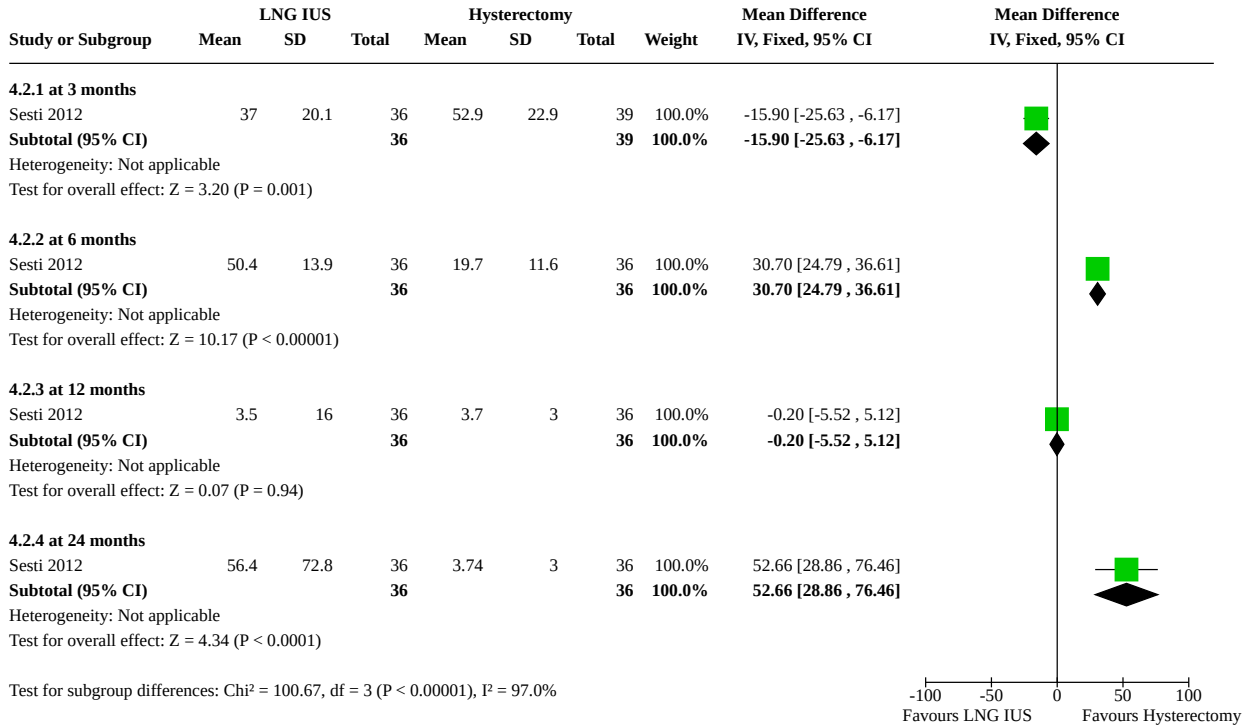 LNG IUS Hysterectomy Mean Difference Mean Difference
Study or Subgroup Mean SD Total Mean SD Total Weight IV, Fixed, 95% CI IV, Fixed, 95% CI
4.2.1 at 3 months
Sesti 2012 37 20.1 36 52.9 22.9 39 100.0% -15.90 [-25.63 , -6.17]
Subtotal (95% CI) 36 39 100.0% -15.90 [-25.63 , -6.17]
Heterogeneity: Not applicable
Test for overall effect: Z = 3.20 (P = 0.001)
4.2.2 at 6 months
Sesti 2012 50.4 13.9 36 19.7 11.6 36 100.0% 30.70 [24.79 , 36.61]
Subtotal (95% CI) 36 36 100.0% 30.70 [24.79 , 36.61]
Heterogeneity: Not applicable
Test for overall effect: Z = 10.17 (P < 0.00001)
4.2.3 at 12 months
Sesti 2012 3.5 16 36 3.7 3 36 100.0% -0.20 [-5.52 , 5.12]
Subtotal (95% CI) 36 36 100.0% -0.20 [-5.52 , 5.12]
Heterogeneity: Not applicable
Test for overall effect: Z = 0.07 (P = 0.94)
4.2.4 at 24 months
Sesti 2012 56.4 72.8 36 3.74 3 36 100.0% 52.66 [28.86 , 76.46]
Subtotal (95% CI) 36 36 100.0% 52.66 [28.86 , 76.46]
Heterogeneity: Not applicable
Test for overall effect: Z = 4.34 (P < 0.0001)
Test for subgroup differences: Chi² = 100.67, df = 3 (P < 0.00001), I² = 97.0%
-100 -50 0 50 100
Favours LNG IUS Favours Hysterectomy